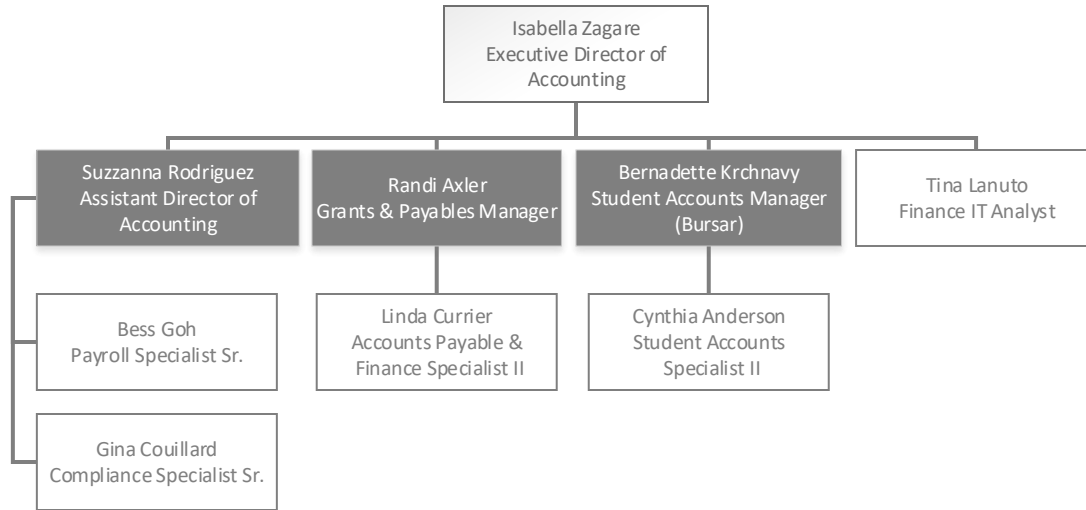 Isabella Zagare
Executive Director of
Accounting
Suzzanna Rodriguez
Assistant Director of
Accounting
Randi Axler
Grants & Payables Manager
Bernadette Krchnavy
Student Accounts Manager
(Bursar)
Tina Lanuto
Finance IT Analyst
Bess Goh
Payroll Specialist Sr.
Linda Currier
Accounts Payable &
Finance Specialist II
Cynthia Anderson
Student Accounts
Specialist II
Gina Couillard
Compliance Specialist Sr.